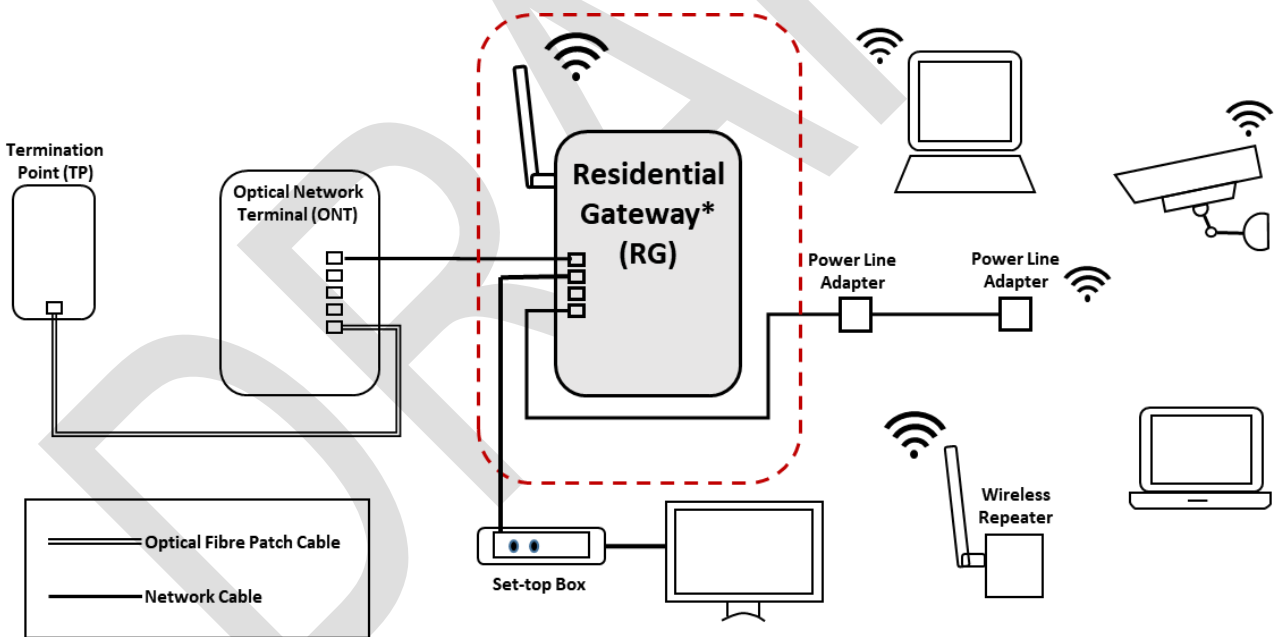 Termination
Point (TP)
Optical Network
Terminal (ONT)
Residential
Gateway*
(RG)
Power Line
Adapter
Power Line
Adapter
Wireless
Repeater
Set-top Box
Optical Fibre Patch Cable
Network Cable
DRA